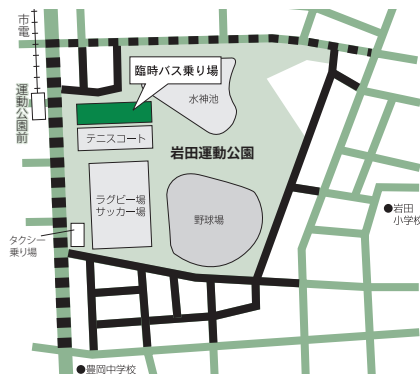 市電
運動公園前
臨時バス乗り場
水神池
テニスコート
岩田運動公園
ラグビー場
サッカー場
野球場
岩田
小学校
タクシー
乗り場
豊岡中学校